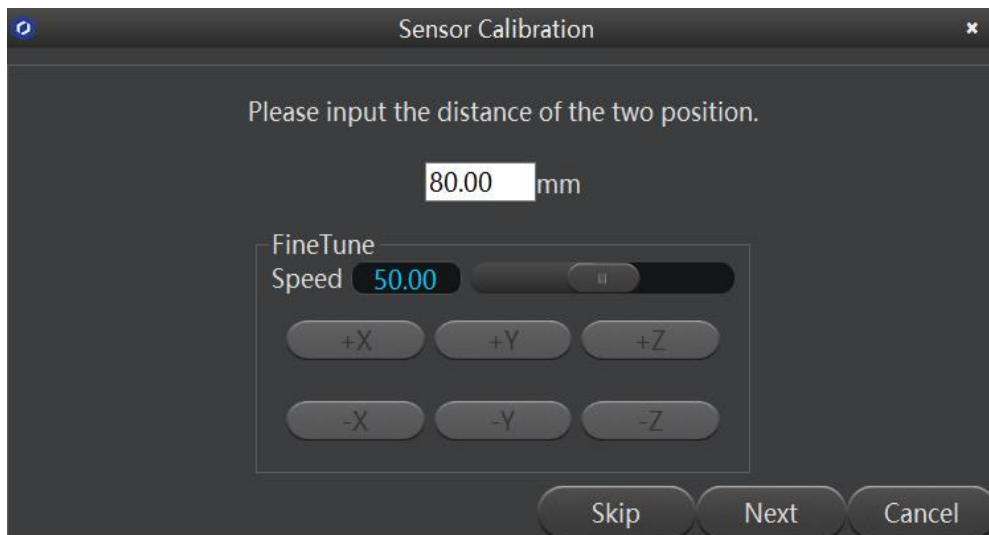 Sensor Calibration
Please input the distance of the two position.
80.00 mm
FineTune
Speed 50.00
+X +Y +Z
-X -Y -Z
Skip Next Cancel